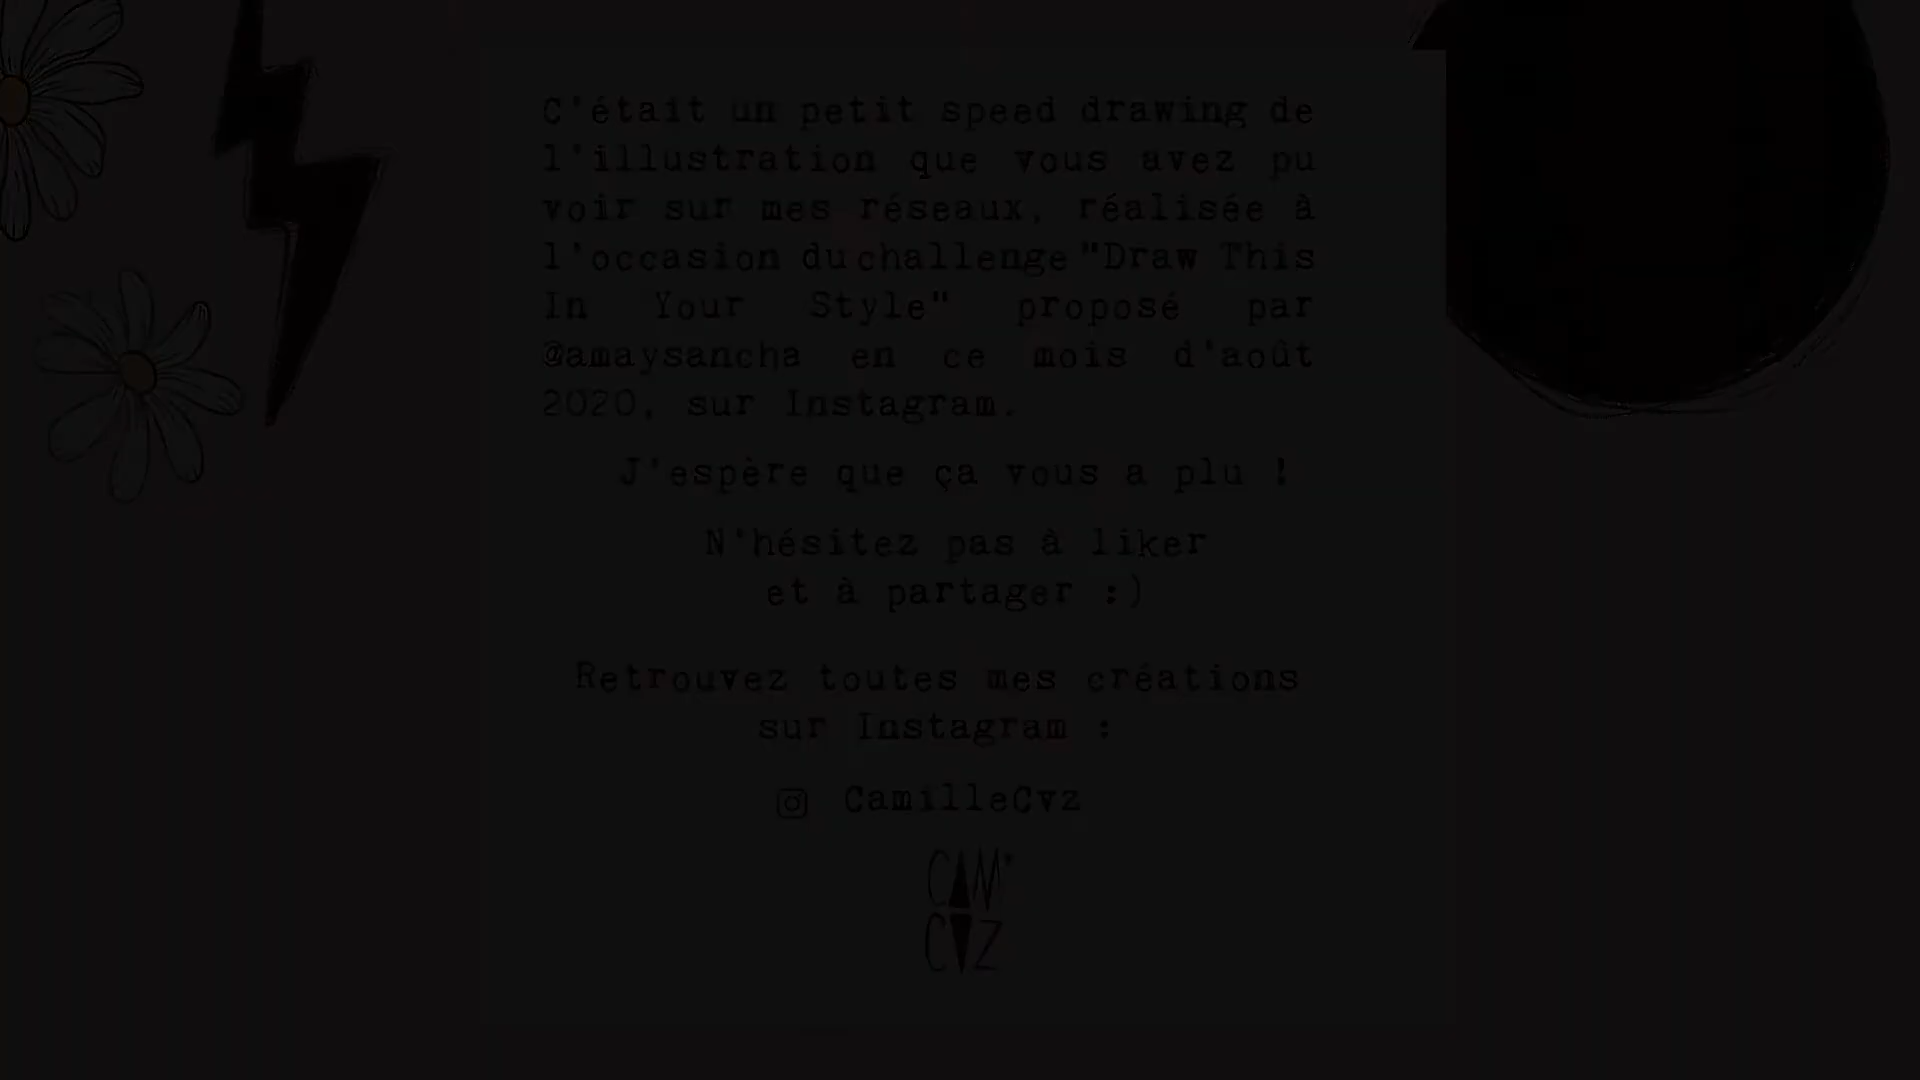 C'était un petit speed drawing de
l'illustration que vous avez pu
voir sur mes réseaux, réalisée à
l'occasion du challenge "Draw This
In Your Style" proposé par
@amaysancha en ce mois d'août
2020, sur Instagram.
J'espère que ça vous a plu !
N'hésitez pas à liker
et à partager :)
Retrouvez toutes mes créations
sur Instagram :
CamilleCvz
CAM'
CVZ